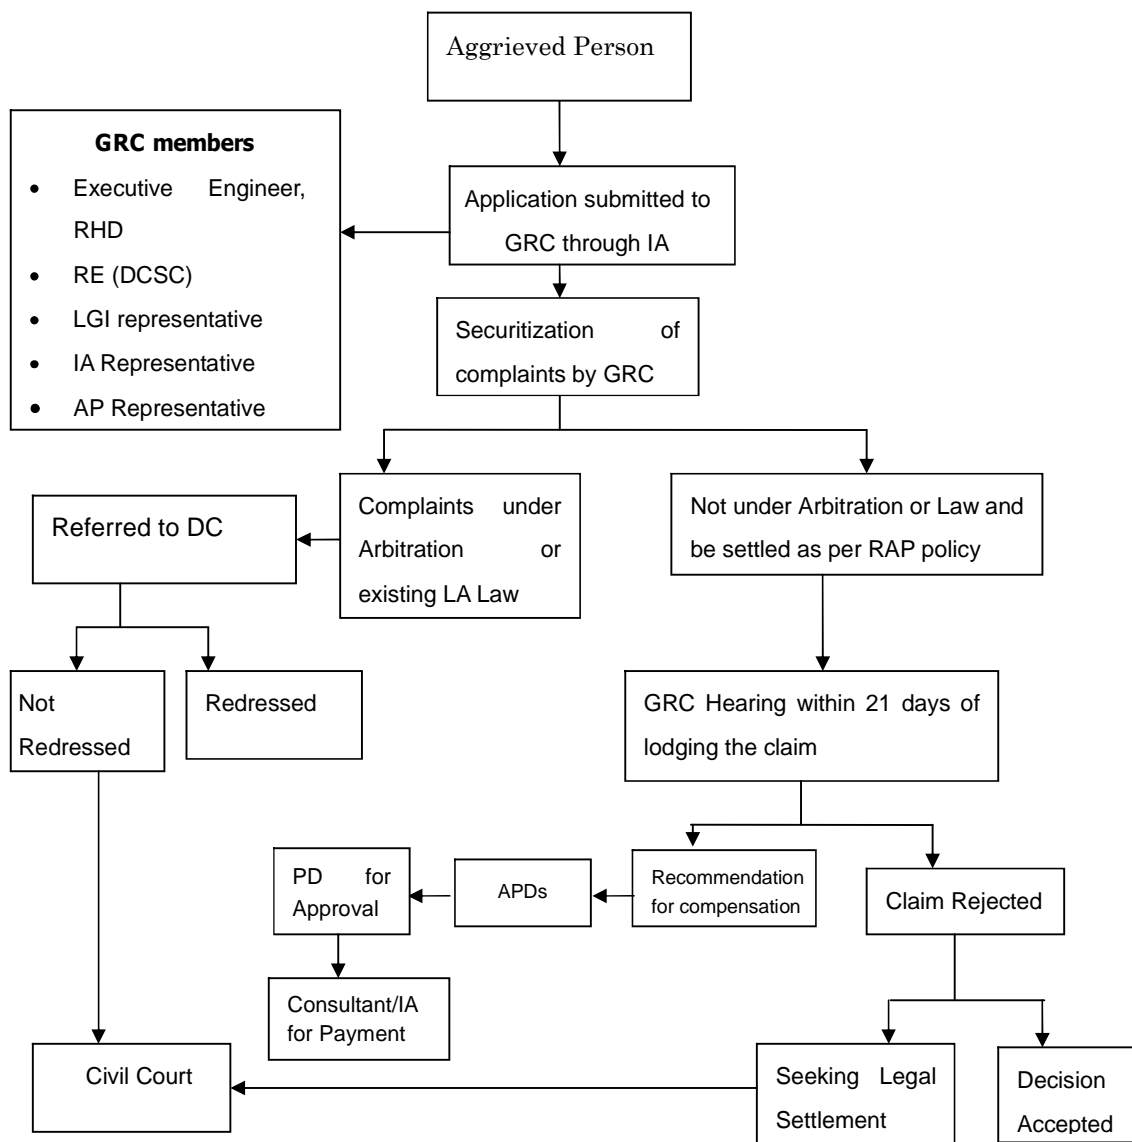 Aggrieved Person
GRC members
• Executive Engineer,
RHD
• RE (DCSC)
• LGI representative
• IA Representative
• AP Representative
Application submitted to
GRC through IA
Securitization of
complaints by GRC
Referred to DC
Complaints under
Arbitration or
existing LA Law
Not under Arbitration or Law and
be settled as per RAP policy
Not
Redressed
Redressed
GRC Hearing within 21 days of
lodging the claim
PD for
Approval
APDs
Recommendation
for compensation
Claim Rejected
Consultant/IA
for Payment
Civil Court
Seeking Legal
Settlement
Decision
Accepted